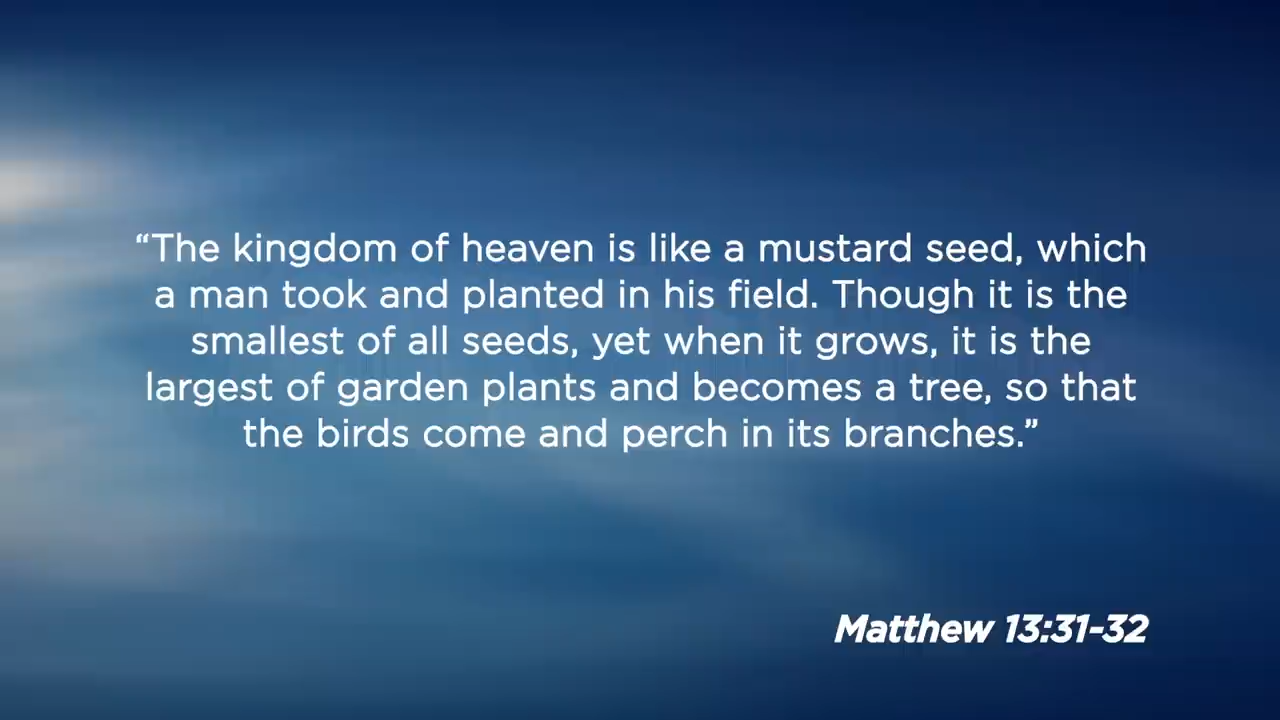 “The kingdom of heaven is like a mustard seed, which
a man took and planted in his field. Though it is the
smallest of all seeds, yet when it grows, it is the
largest of garden plants and becomes a tree, so that
the birds come and perch in its branches.”
Matthew 13:31-32